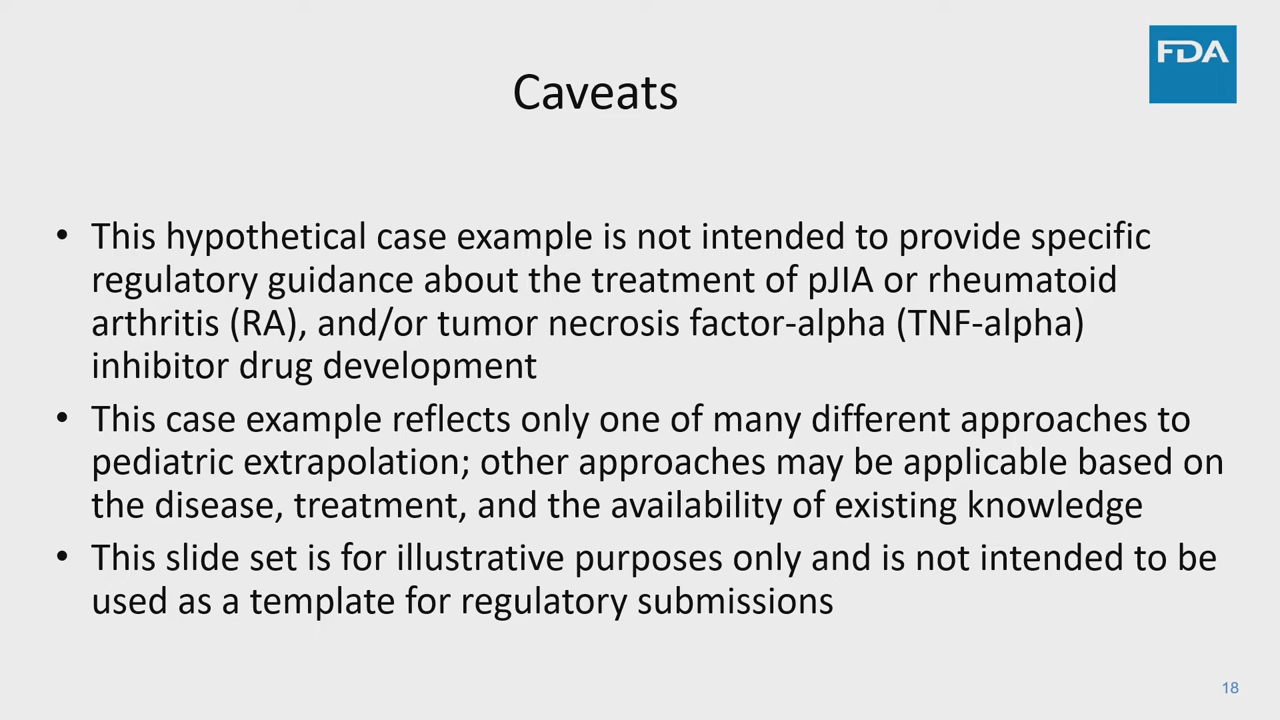 FDA
Caveats
• This hypothetical case example is not intended to provide specific
regulatory guidance about the treatment of pJIA or rheumatoid
arthritis (RA), and/or tumor necrosis factor-alpha (TNF-alpha)
inhibitor drug development
• This case example reflects only one of many different approaches to
pediatric extrapolation; other approaches may be applicable based on
the disease, treatment, and the availability of existing knowledge
• This slide set is for illustrative purposes only and is not intended to be
used as a template for regulatory submissions
18